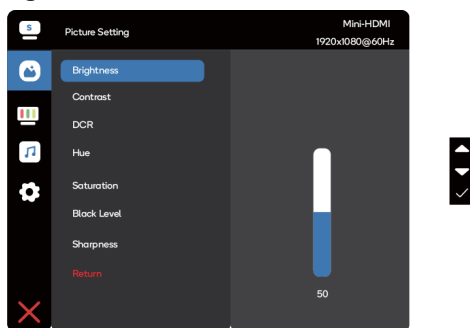 S
Picture Setting
Mini-HDMI
1920x1080@60Hz
Brightness
Contrast
DCR
Hue
Saturation
Black Level
Sharpness
Return
50